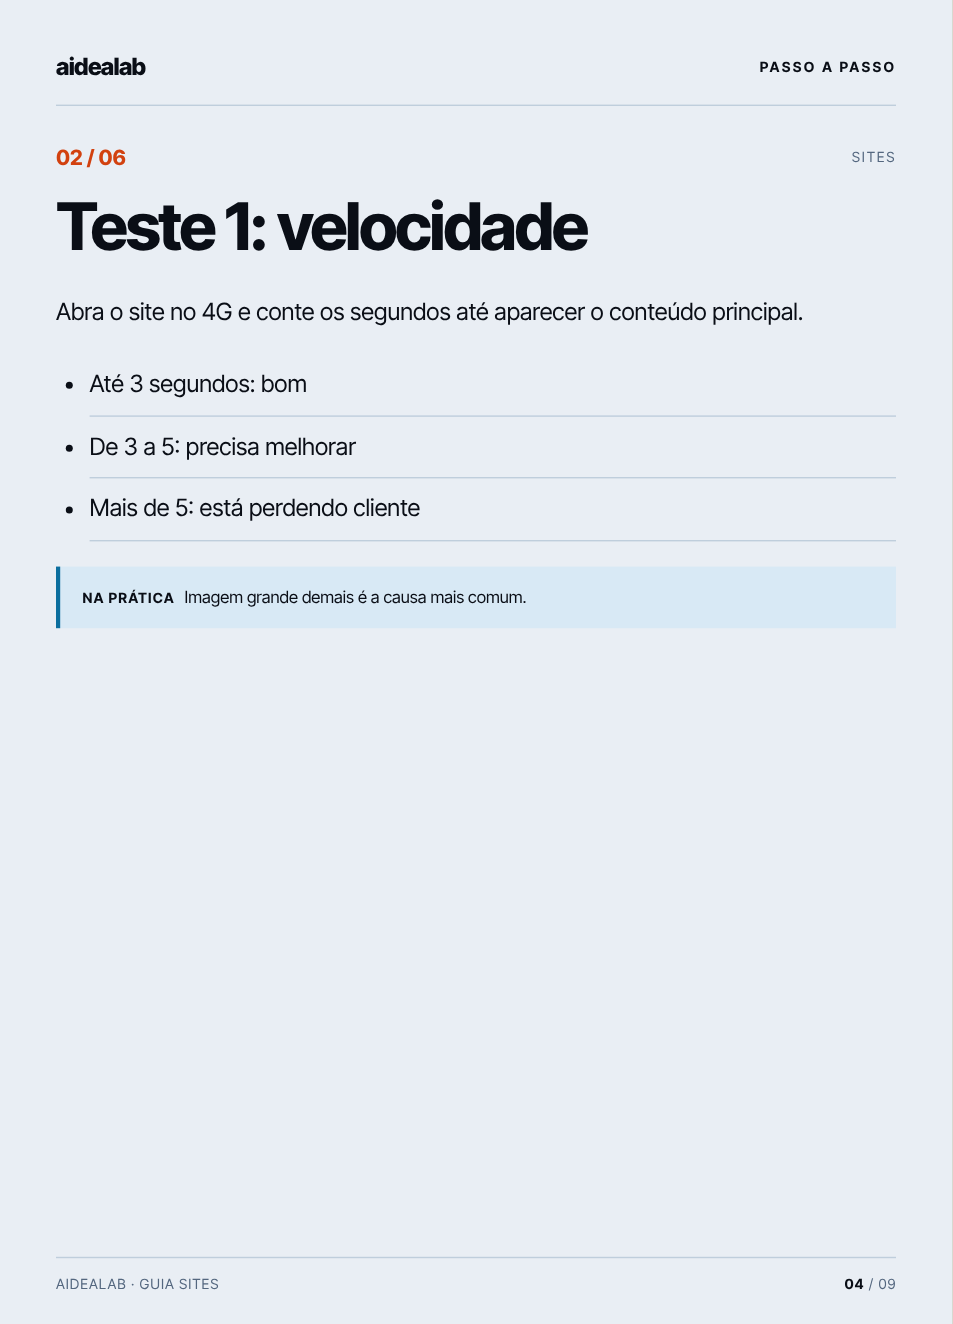 aidealab
PASSO A PASSO
02 / 06
SITES
Teste 1: velocidade
Abra o site no 4G e conte os segundos até aparecer o conteúdo principal.
• Até 3 segundos: bom
• De 3 a 5: precisa melhorar
• Mais de 5: está perdendo cliente
NA PRÁTICA Imagem grande demais é a causa mais comum.
AIDEALAB · GUIA SITES
04 / 09